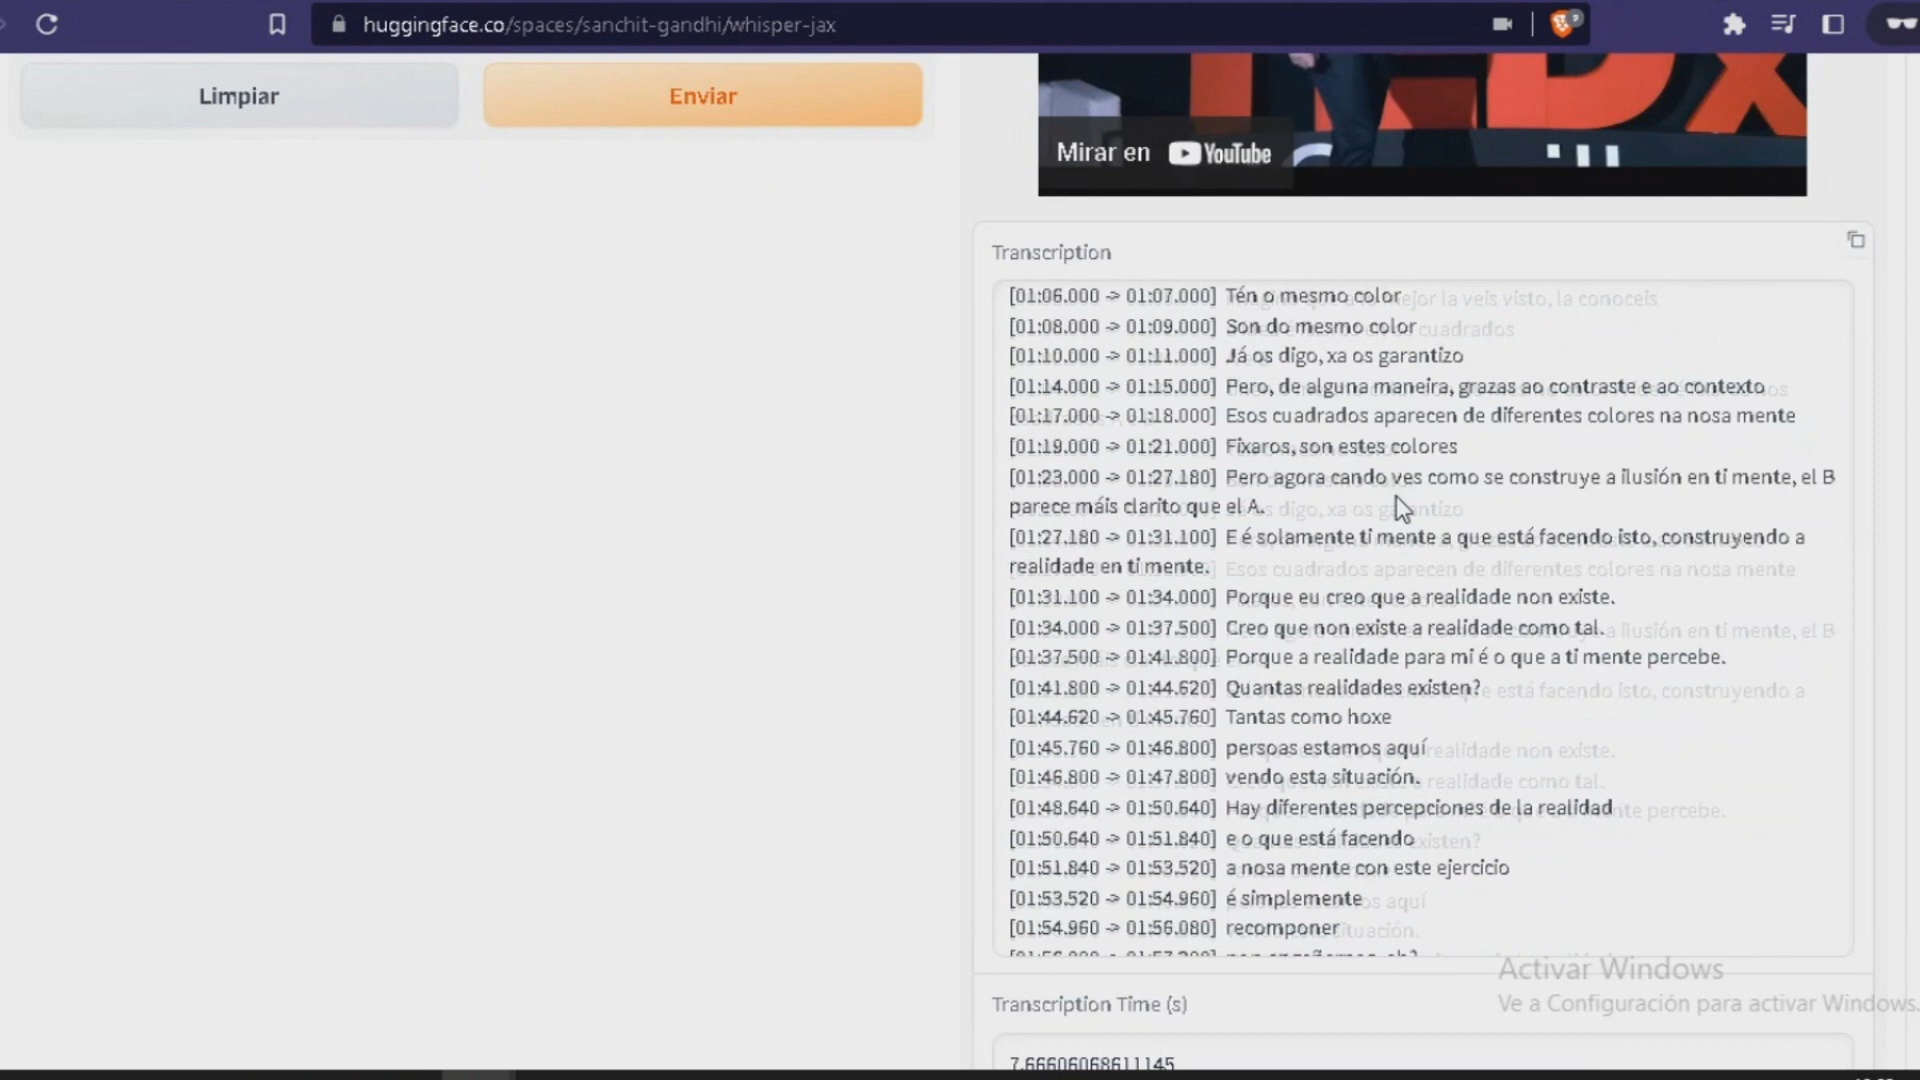 huggingface.co/spaces/sanchit-gandhi/whisper-jax
Limpiar
Enviar
Mirar en YouTube
Transcription
[01:06.000 -> 01:07.000] Tén o mesmo color
[01:08.000 -> 01:09.000] Son do mesmo color
[01:10.000 -> 01:11.000] Já os digo, xa os garantizo
[01:14.000 -> 01:15.000] Pero, de alguna maneira, grazas ao contraste e ao contexto
[01:17.000 -> 01:18.000] Esos cuadrados aparecen de diferentes colores na nosa mente
[01:19.000 -> 01:21.000] Fixaros, son estes colores
[01:23.000 -> 01:27.180] Pero agora cando ves como se construye a ilusión en ti mente, el B
parece máis clarito que el A.
[01:27.180 -> 01:31.100] E é solamente ti mente a que está facendo isto, construyendo a
realidade en ti mente.
[01:31.100 -> 01:34.000] Porque eu creo que a realidade non existe.
[01:34.000 -> 01:37.500] Creo que non existe a realidade como tal.
[01:37.500 -> 01:41.800] Porque a realidade para mi é o que a ti mente percebe.
[01:41.800 -> 01:44.620] Quantas realidades existen?
[01:44.620 -> 01:45.760] Tantas como hoxe
[01:45.760 -> 01:46.800] persoas estamos aquí
[01:46.800 -> 01:47.800] vendo esta situación.
[01:48.640 -> 01:50.640] Hay diferentes percepciones de la realidad
[01:50.640 -> 01:51.840] e o que está facendo
[01:51.840 -> 01:53.520] a nosa mente con este ejercicio
[01:53.520 -> 01:54.960] é simplemente
[01:54.960 -> 01:56.080] recomponer
Activar Windows
Ve a Configuración para activar Windows.
Transcription Time (s)
7.66606068611145